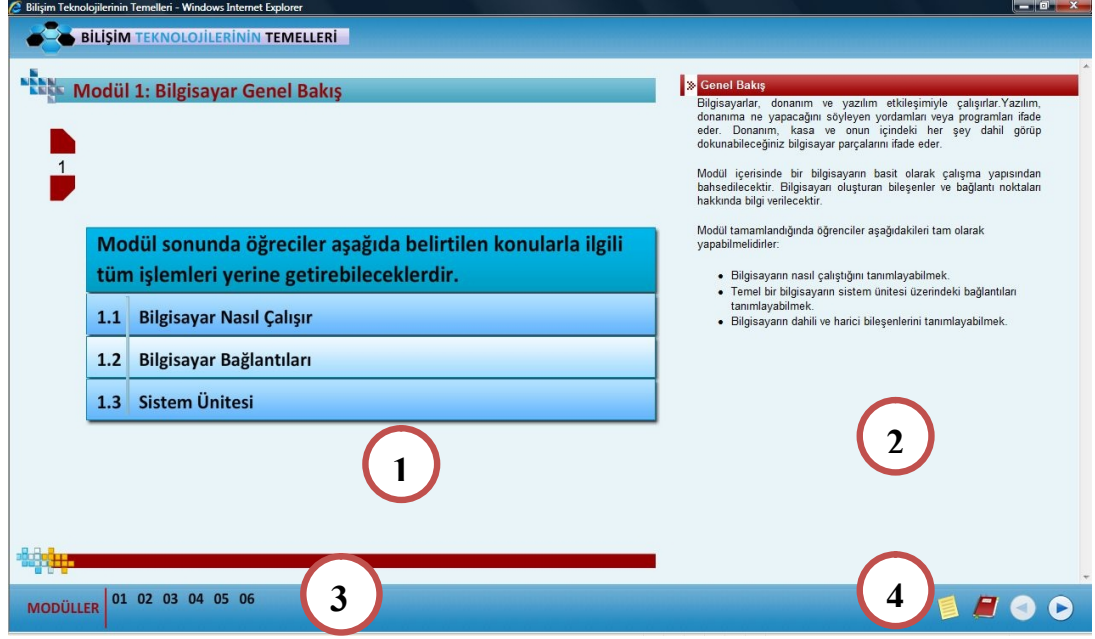 Bilişim Teknolojilerinin Temelleri - Windows Internet Explorer
BİLİŞİM TEKNOLOJİLERİNİN TEMELLERİ
Modül 1: Bilgisayar Genel Bakış
1
Modül sonunda öğreciler aşağıda belirtilen konularla ilgili
tüm işlemleri yerine getirebileceklerdir.
1.1 Bilgisayar Nasıl Çalışır
1.2 Bilgisayar Bağlantıları
1.3 Sistem Ünitesi
1
Genel Bakış
Bilgisayarlar, donanım ve yazılım etkileşimiyle çalışırlar.Yazılım,
donanıma ne yapacağını söyleyen yordamları veya programları ifade
eder. Donanım, kasa ve onun içindeki her şey dahil görüp
dokunabileceğiniz bilgisayar parçalarını ifade eder.
Modül içerisinde bir bilgisayarın basit olarak çalışma yapısından
bahsedilecektir. Bilgisayarı oluşturan bileşenler ve bağlantı noktaları
hakkında bilgi verilecektir.
Modül tamamlandığında öğrenciler aşağıdakileri tam olarak
yapabilmelidirler:
• Bilgisayarın nasıl çalıştığını tanımlayabilmek.
• Temel bir bilgisayarın sistem ünitesi üzerindeki bağlantıları
tanımlayabilmek.
• Bilgisayarın dahili ve harici bileşenlerini tanımlayabilmek.
2
MODÜLLER 01 02 03 04 05 06
3
4